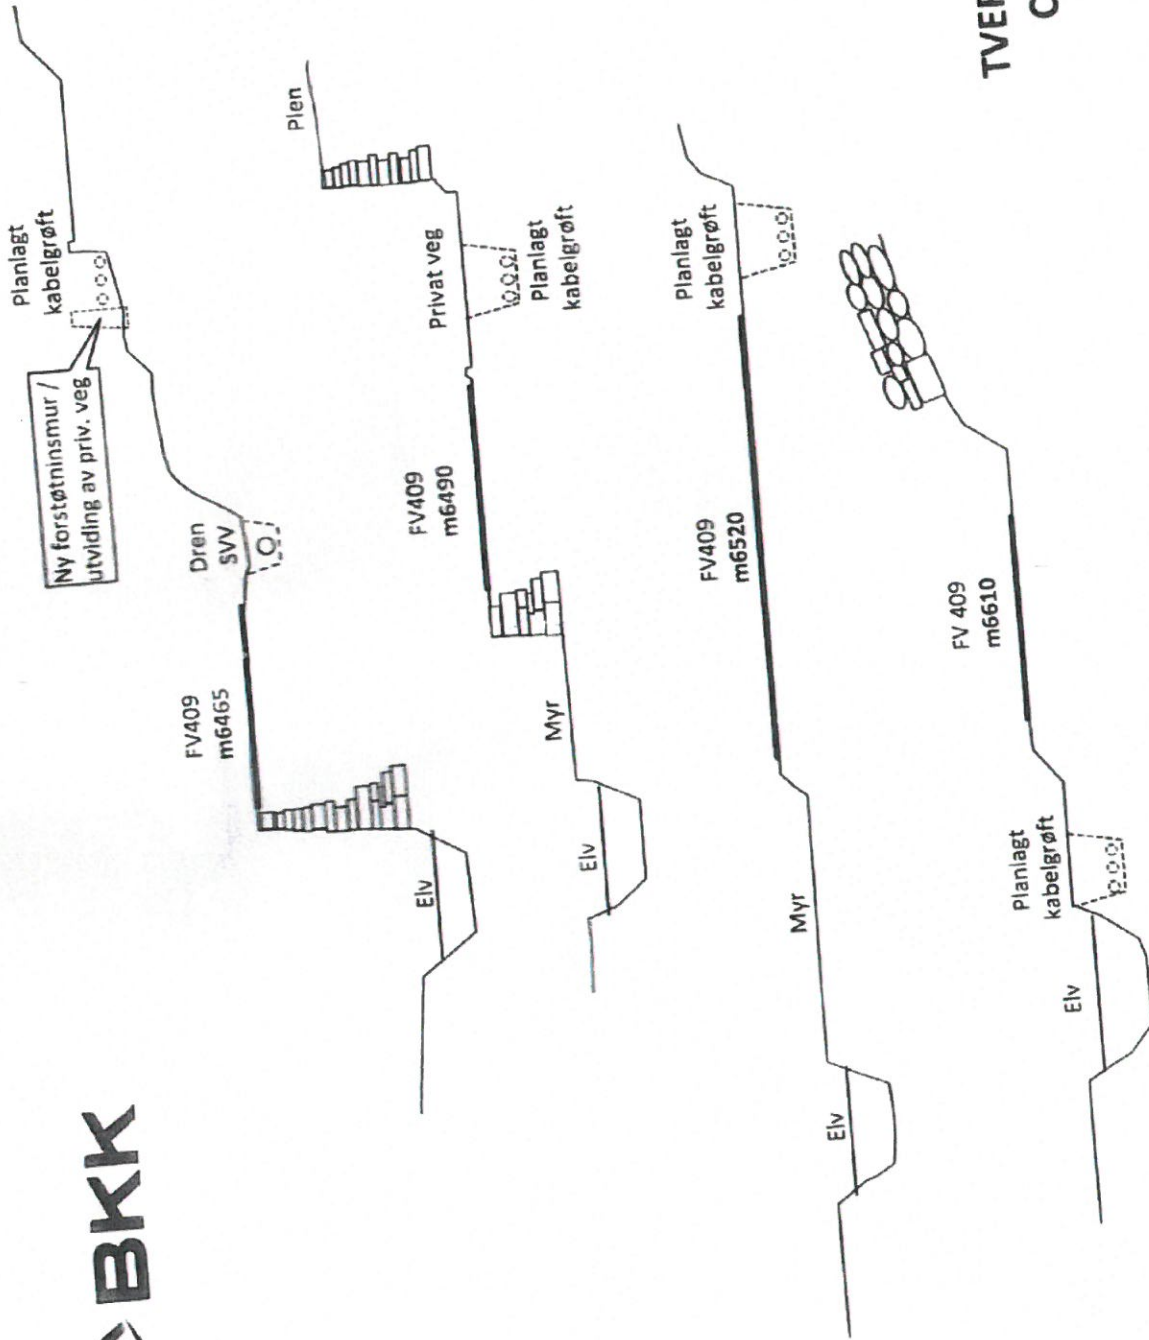 BKK
Planlagt
kabelgrøft
Ny forstøtninsmur /
utviding av priv. veg
Dren
SVV
FV409
m6465
Elv
Plen
Privat veg
Planlagt
kabelgrøft
FV409
m6490
Myr
Elv
Planlagt
kabelgrøft
FV409
m6520
Myr
Elv
FV 409
m6610
Planlagt
kabelgrøft
Elv